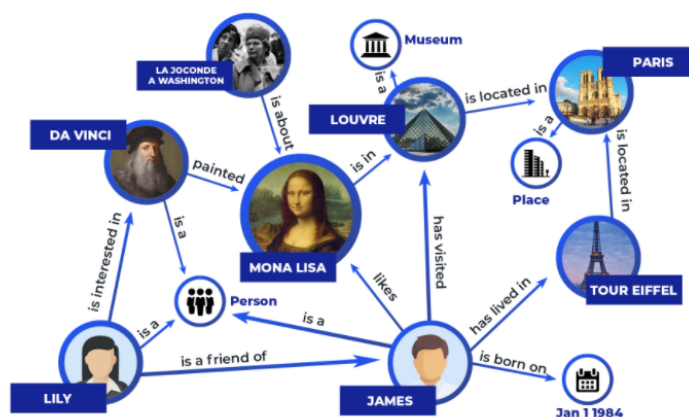 Museum
PARIS
LA JOCONDE
A WASHINGTON
is a
is located in
LOUVRE
is about
is a
is located in
DA VINCI
painted
is in
Place
is interested in
is a
MONA LISA
has visited
TOUR EIFFEL
Person
likes
has lived in
is a
is a
is a friend of
is born on
LILY
JAMES
Jan 1 1984